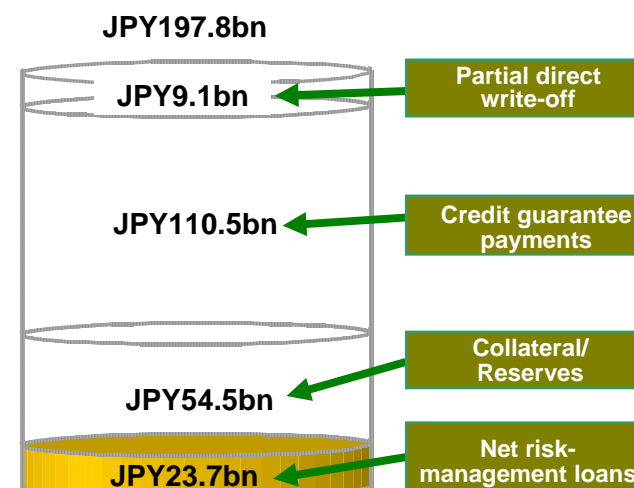 JPY197.8bn
JPY9.1bn
Partial direct
write-off
JPY110.5bn
Credit guarantee
payments
Collateral/
Reserves
JPY54.5bn
Net risk-
management loans
JPY23.7bn